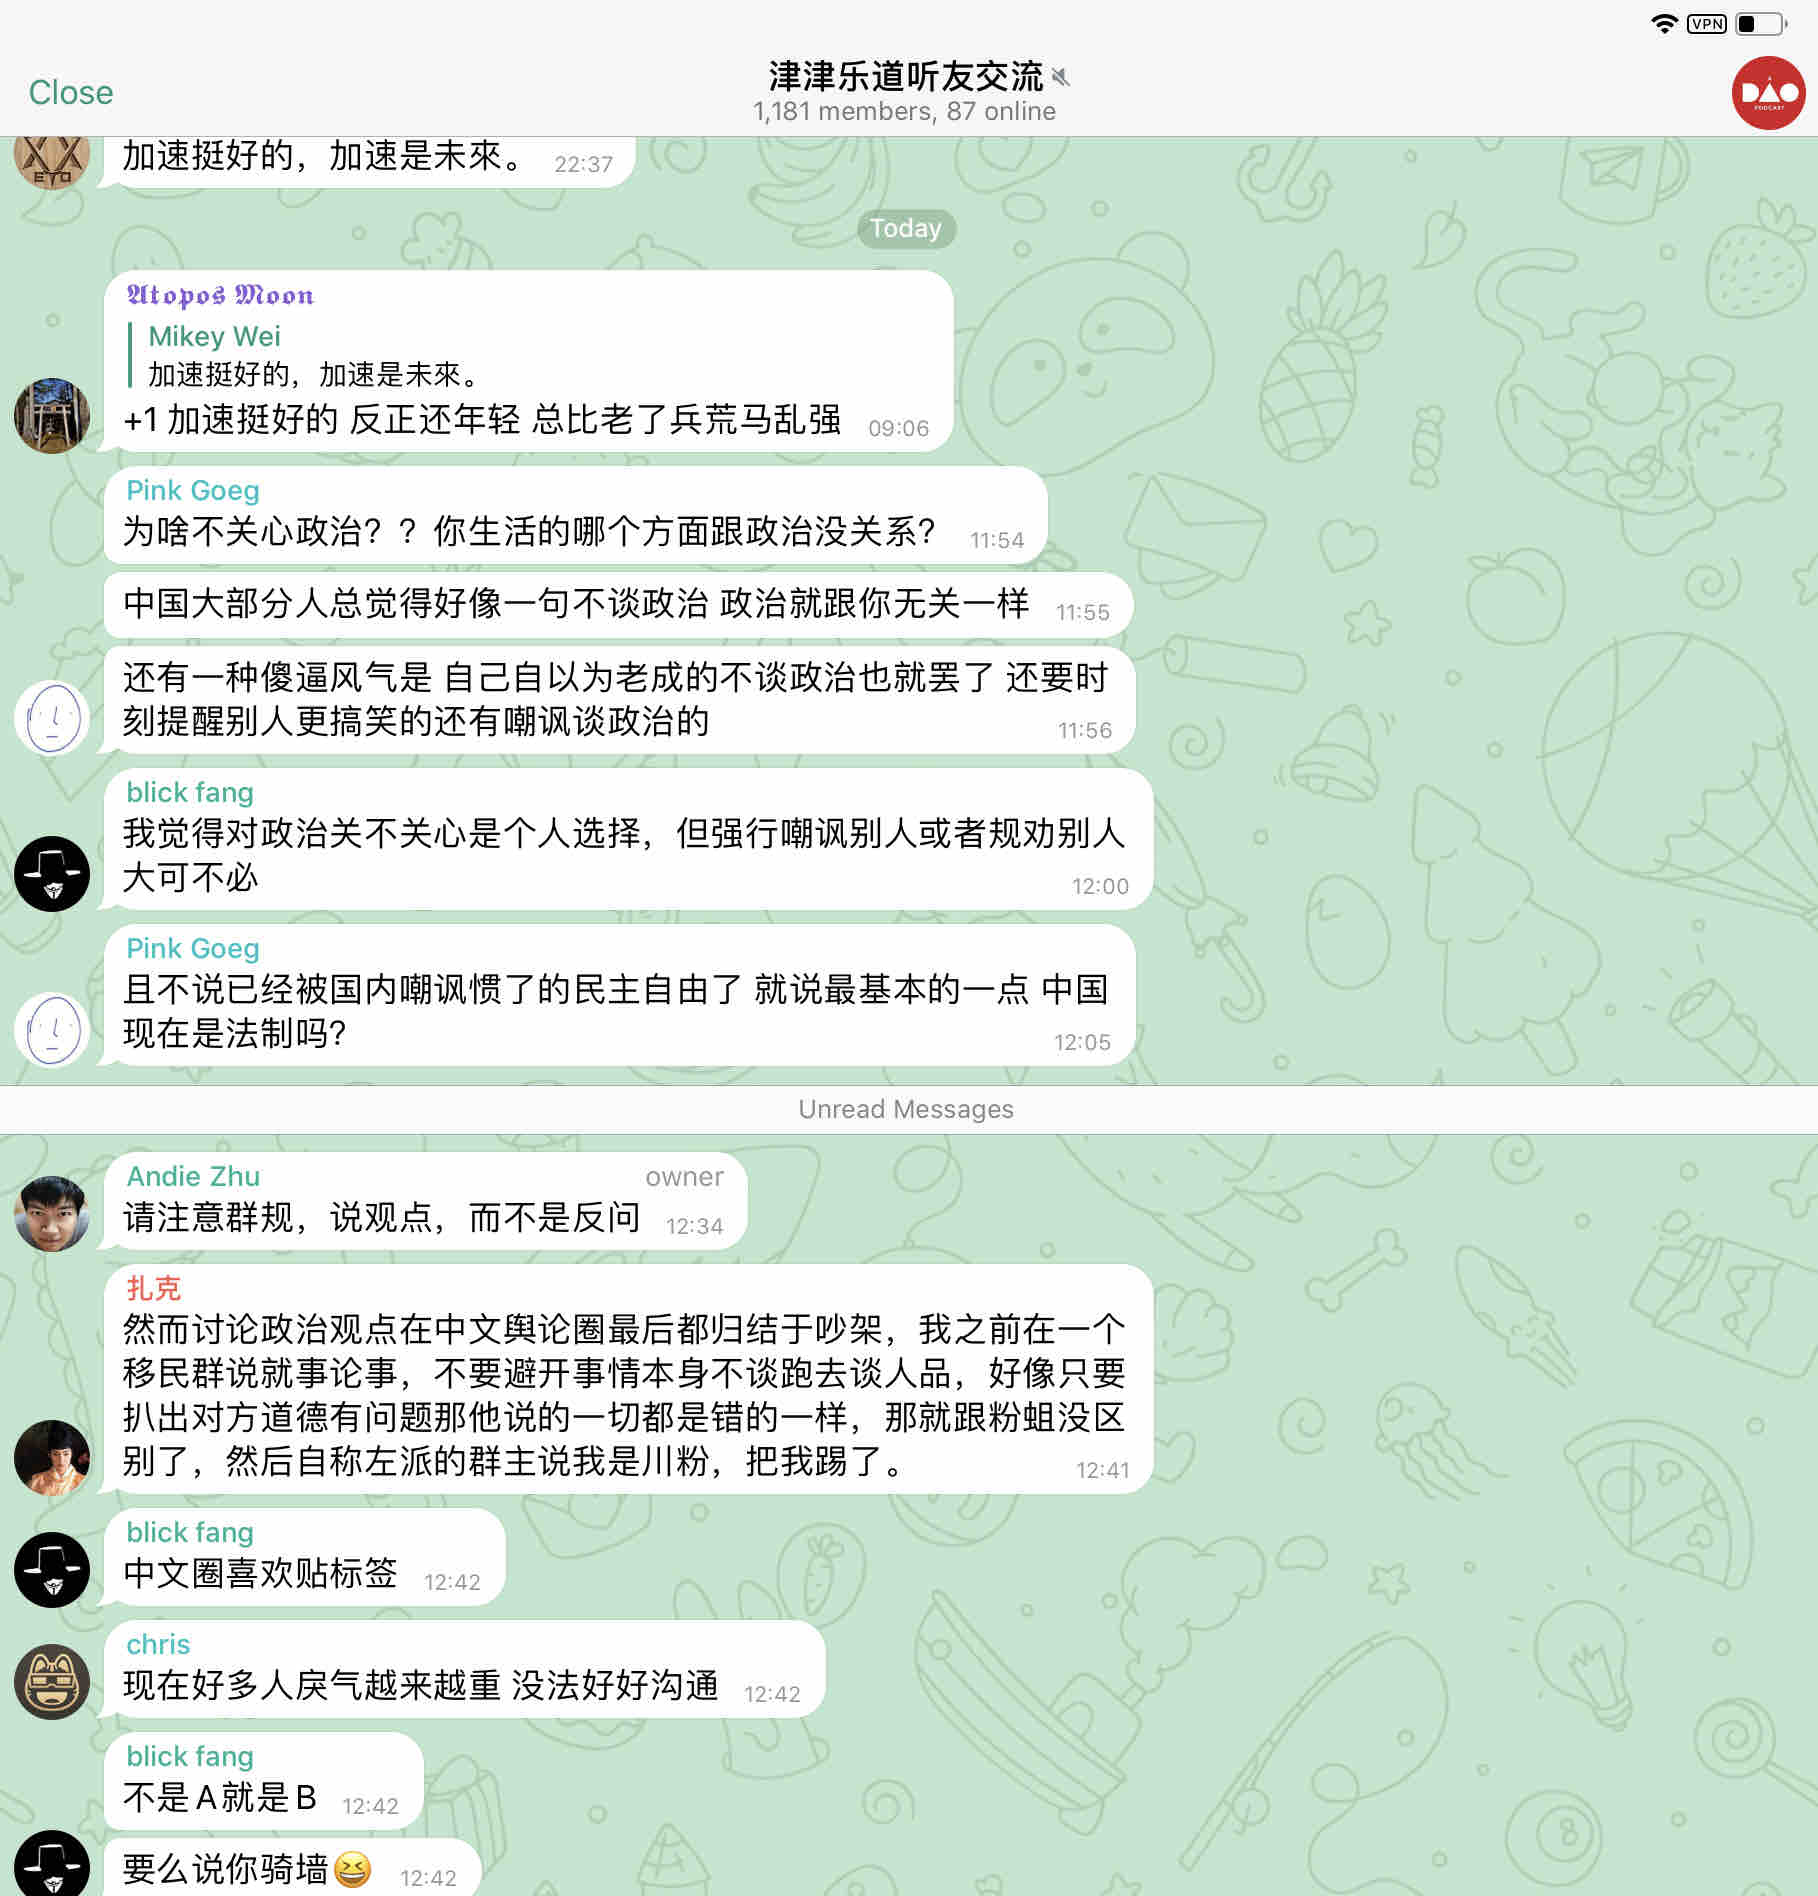 VPN
Close
津津乐道听友交流
1,181 members, 87 online
DAO
PODCAST
EYO
加速挺好的，加速是未來。 22:37
Today
Atopos Moon
Mikey Wei
加速挺好的，加速是未來。
+1 加速挺好的 反正还年轻 总比老了兵荒马乱强 09:06
Pink Goeg
为啥不关心政治？？你生活的哪个方面跟政治没关系？ 11:54
中国大部分人总觉得好像一句不谈政治 政治就跟你无关一样 11:55
还有一种傻逼风气是 自己自以为老成的不谈政治也就罢了 还要时
刻提醒别人更搞笑的还有嘲讽谈政治的 11:56
blick fang
我觉得对政治关不关心是个人选择，但强行嘲讽别人或者规劝别人
大可不必 12:00
Pink Goeg
且不说已经被国内嘲讽惯了的民主自由了 就说最基本的一点 中国
现在是法制吗？ 12:05
Unread Messages
Andie Zhu owner
请注意群规，说观点，而不是反问 12:34
扎克
然而讨论政治观点在中文舆论圈最后都归结于吵架，我之前在一个
移民群说就事论事，不要避开事情本身不谈跑去谈人品，好像只要
扒出对方道德有问题那他说的一切都是错的一样，那就跟粉蛆没区
别了，然后自称左派的群主说我是川粉，把我踢了。 12:41
blick fang
中文圈喜欢贴标签 12:42
chris
现在好多人戾气越来越重 没法好好沟通 12:42
blick fang
不是A就是B 12:42
要么说你骑墙😆 12:42